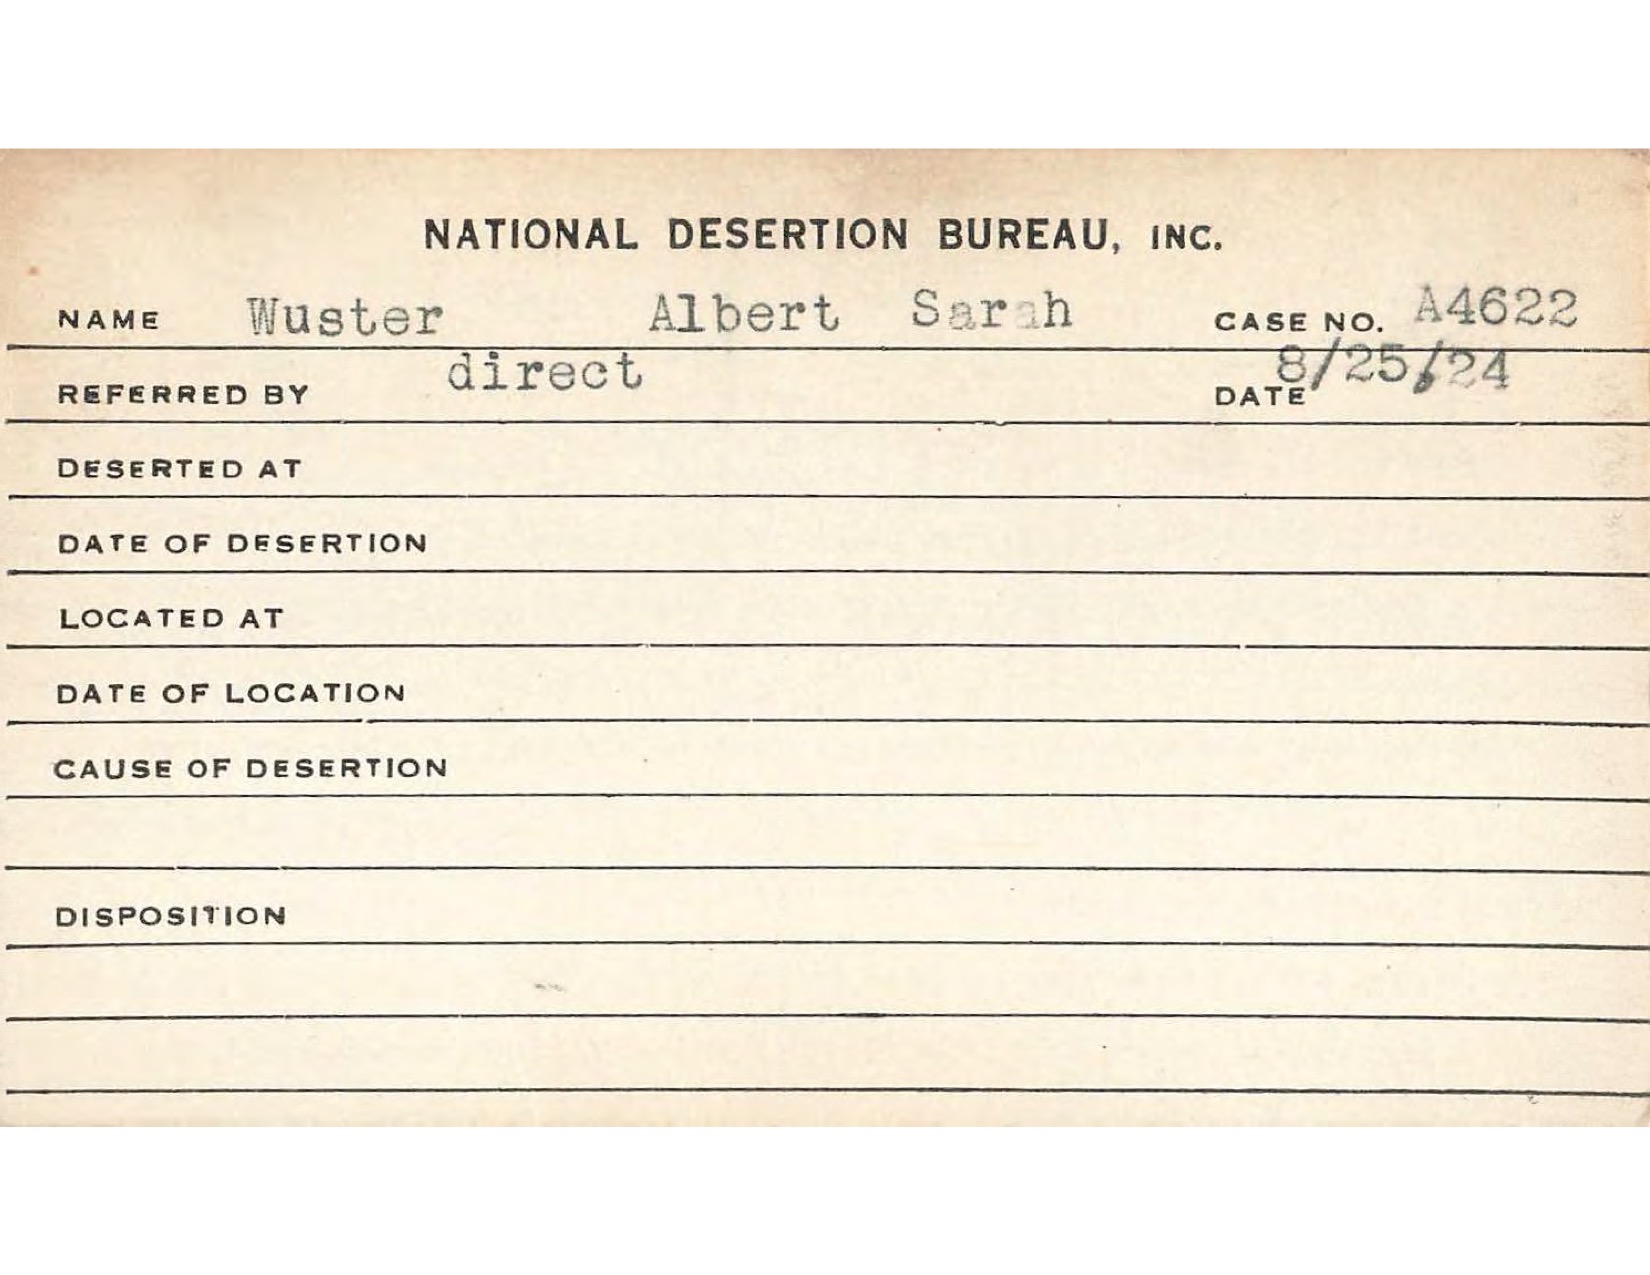 NATIONAL DESERTION BUREAU, INC.
NAME Wuster Albert Sarah CASE NO. A4622
REFERRED BY direct DATE 8/25/24
DESERTED AT
DATE OF DESERTION
LOCATED AT
DATE OF LOCATION
CAUSE OF DESERTION
DISPOSITION